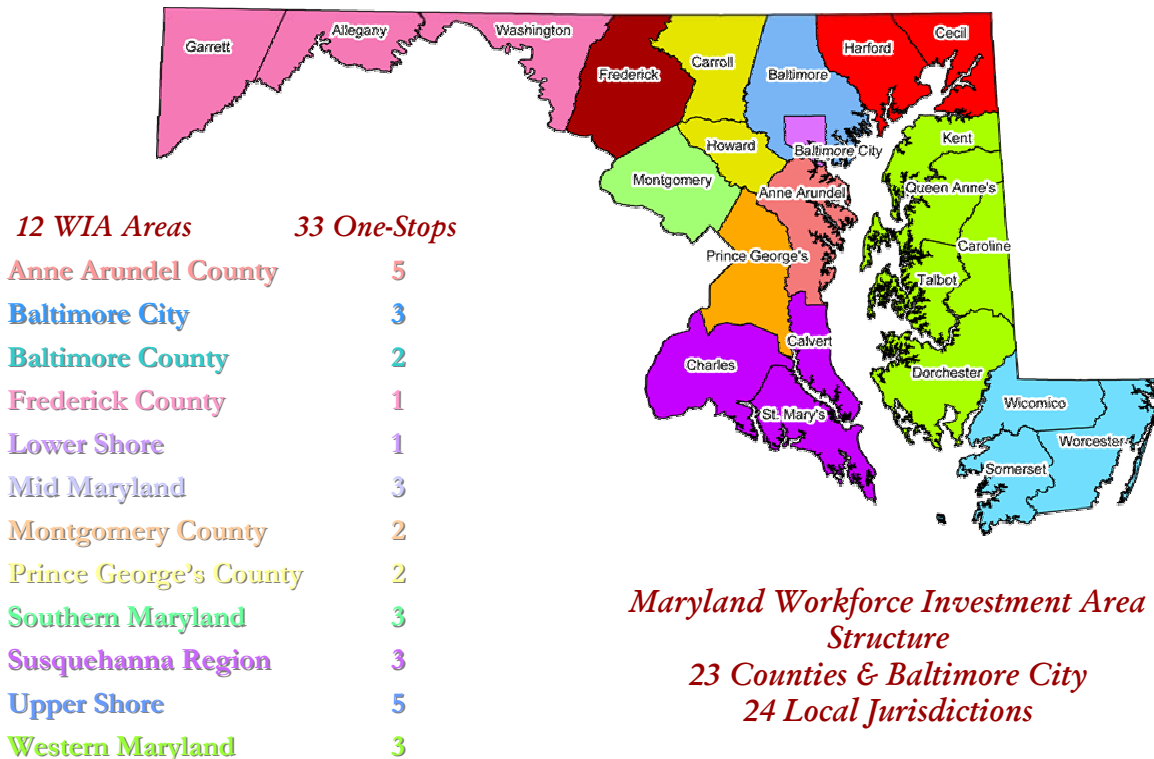 Garrett
Allegany
Washington
Frederick
Carroll
Baltimore
Harford
Cecil
Howard
Baltimore City
Kent
Montgomery
Anne Arundel
Queen Anne's
Prince George's
Caroline
Talbot
Calvert
Charles
Dorchester
St. Mary's
Wicomico
Worcester
Somerset
12 WIA Areas 33 One-Stops
Anne Arundel County 5
Baltimore City 3
Baltimore County 2
Frederick County 1
Lower Shore 1
Mid Maryland 3
Montgomery County 2
Prince George’s County 2
Southern Maryland 3
Susquehanna Region 3
Upper Shore 5
Western Maryland 3
Maryland Workforce Investment Area
Structure
23 Counties & Baltimore City
24 Local Jurisdictions